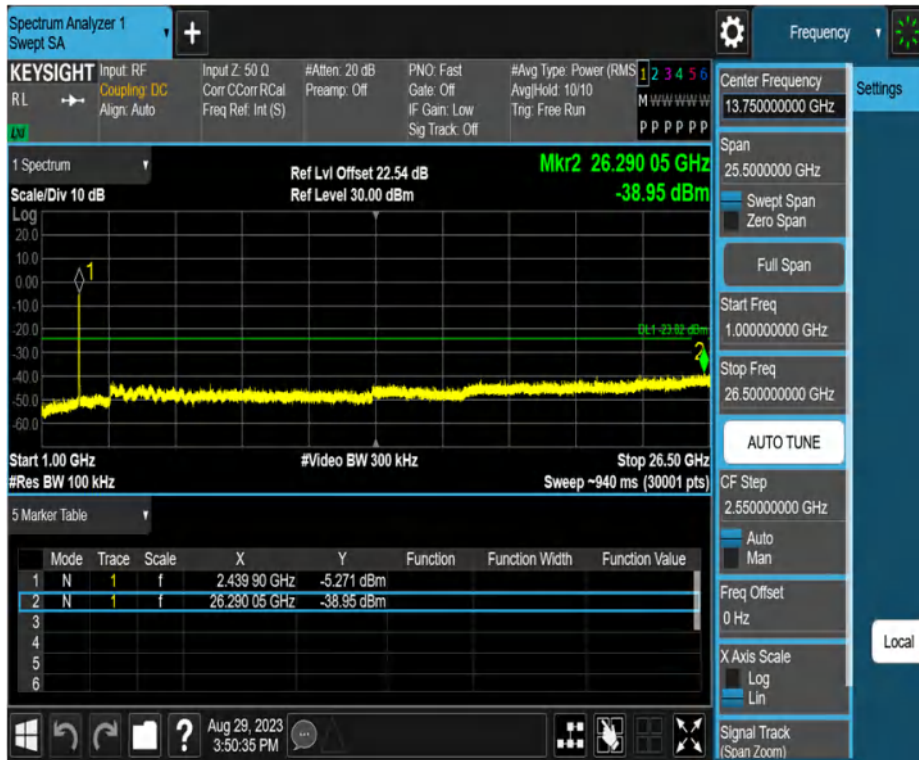 Spectrum Analyzer 1
Swept SA
+
Frequency
KEYSIGHT
RL
LXI
Input: RF
Coupling: DC
Align: Auto
Input Z: 50 Ω
Corr CCorr RCal
Freq Ref: Int (S)
#Atten: 20 dB
Preamp: Off
PNO: Fast
Gate: Off
IF Gain: Low
Sig Track: Off
#Avg Type: Power (RMS
Avg|Hold: 10/10
Trig: Free Run
1 2 3 4 5 6
M W W W W W
P P P P P P
Center Frequency
13.750000000 GHz
Settings
Span
25.5000000 GHz
Swept Span
Zero Span
Full Span
Start Freq
1.000000000 GHz
Stop Freq
26.500000000 GHz
AUTO TUNE
CF Step
2.550000000 GHz
Auto
Man
Freq Offset
0 Hz
X Axis Scale
Log
Lin
Signal Track
(Span Zoom)
Local
1 Spectrum
Scale/Div 10 dB
Ref Lvl Offset 22.54 dB
Ref Level 30.00 dBm
Mkr2 26.290 05 GHz
-38.95 dBm
Log
20.0
10.0
0.00
-10.0
-20.0
-30.0
-40.0
-50.0
-60.0
1
DL1 -23.82 dBm
2
Start 1.00 GHz
#Video BW 300 kHz
Stop 26.50 GHz
#Res BW 100 kHz
Sweep ~940 ms (30001 pts)
5 Marker Table
Mode Trace Scale X Y Function Function Width Function Value
1 N 1 f 2.439 90 GHz -5.271 dBm
2 N 1 f 26.290 05 GHz -38.95 dBm
3
4
5
6
?
Aug 29, 2023
3:50:35 PM